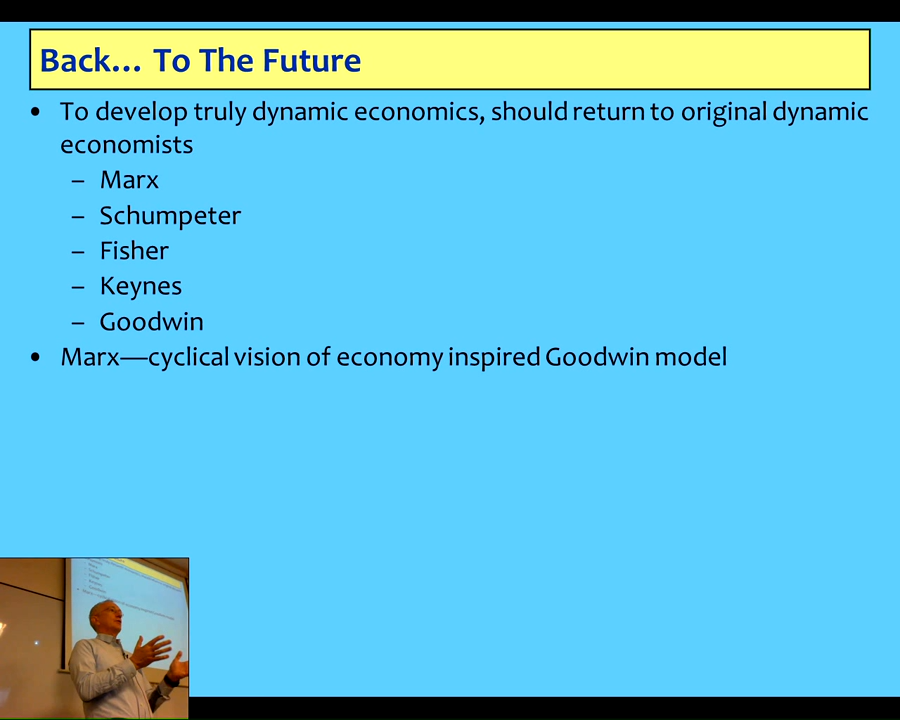 Back… To The Future
• To develop truly dynamic economics, should return to original dynamic
economists
– Marx
– Schumpeter
– Fisher
– Keynes
– Goodwin
• Marx—cyclical vision of economy inspired Goodwin model